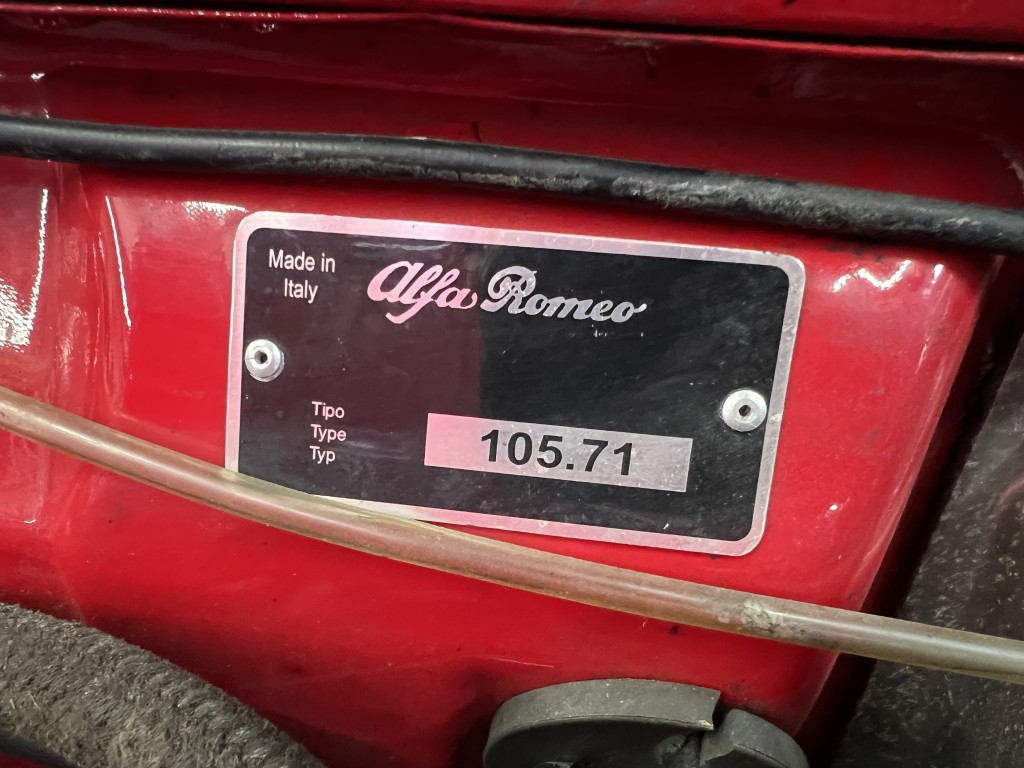 Made in
Italy
Alfa Romeo
Tipo
Type
Typ
105.71